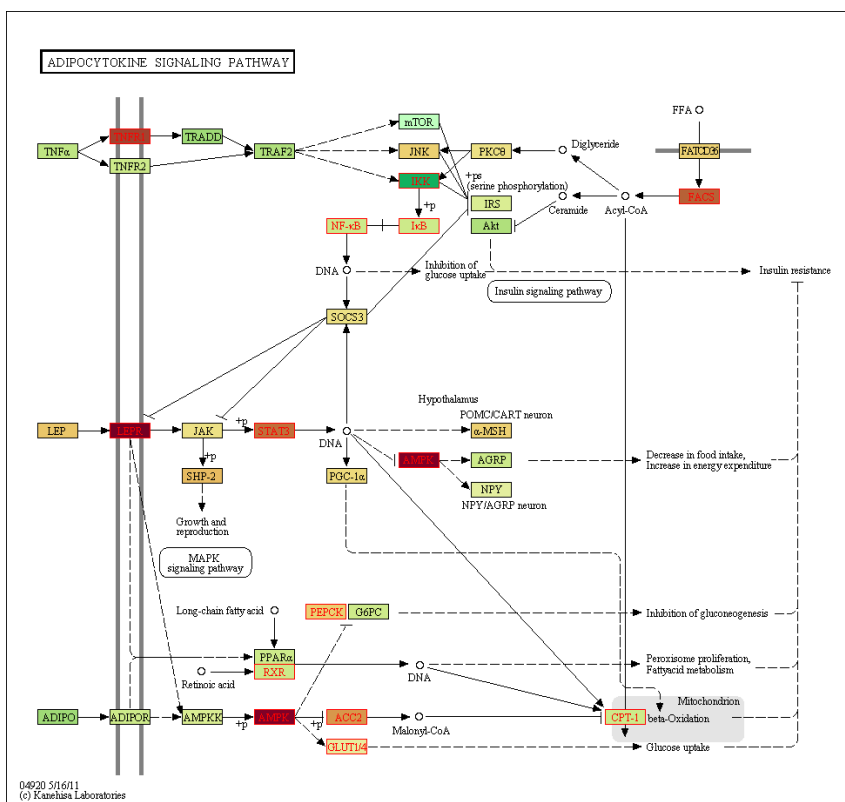 ADIPOCYTOKINE SIGNALING PATHWAY
FFA
mTOR
TNFR1
TRADD
TNFα
TNFR2
TRAF2
JNK
PKCθ
Diglyceride
FAT/CD36
IKK
+ps
(serine phosphorylation)
+p
IRS
Ceramide
Acyl-CoA
FACS
NF-κB
IκB
Akt
DNA
Inhibition of
glucose uptake
Insulin resistance
Insulin signaling pathway
SOCS3
Hypothalamus
POMC/CART neuron
LEP
LEPR
JAK
+p
STAT3
DNA
α-MSH
+p
AMPK
AGRP
Decrease in food intake,
Increase in energy expenditure
SHP-2
PGC-1α
NPY
NPY/AGRP neuron
Growth and
reproduction
MAPK
signaling pathway
Long-chain fatty acid
PEPCK
G6PC
Inhibition of gluconeogenesis
PPARα
RXR
Retinoic acid
DNA
Peroxisome proliferation,
Fattyacid metabolism
Mitochondrion
ADIPO
ADIPOR
AMPKK
+p
AMPK
+p
ACC2
Malonyl-CoA
CPT-1
beta-Oxidation
GLUT1/4
Glucose uptake
04920 5/16/11
(c) Kanehisa Laboratories